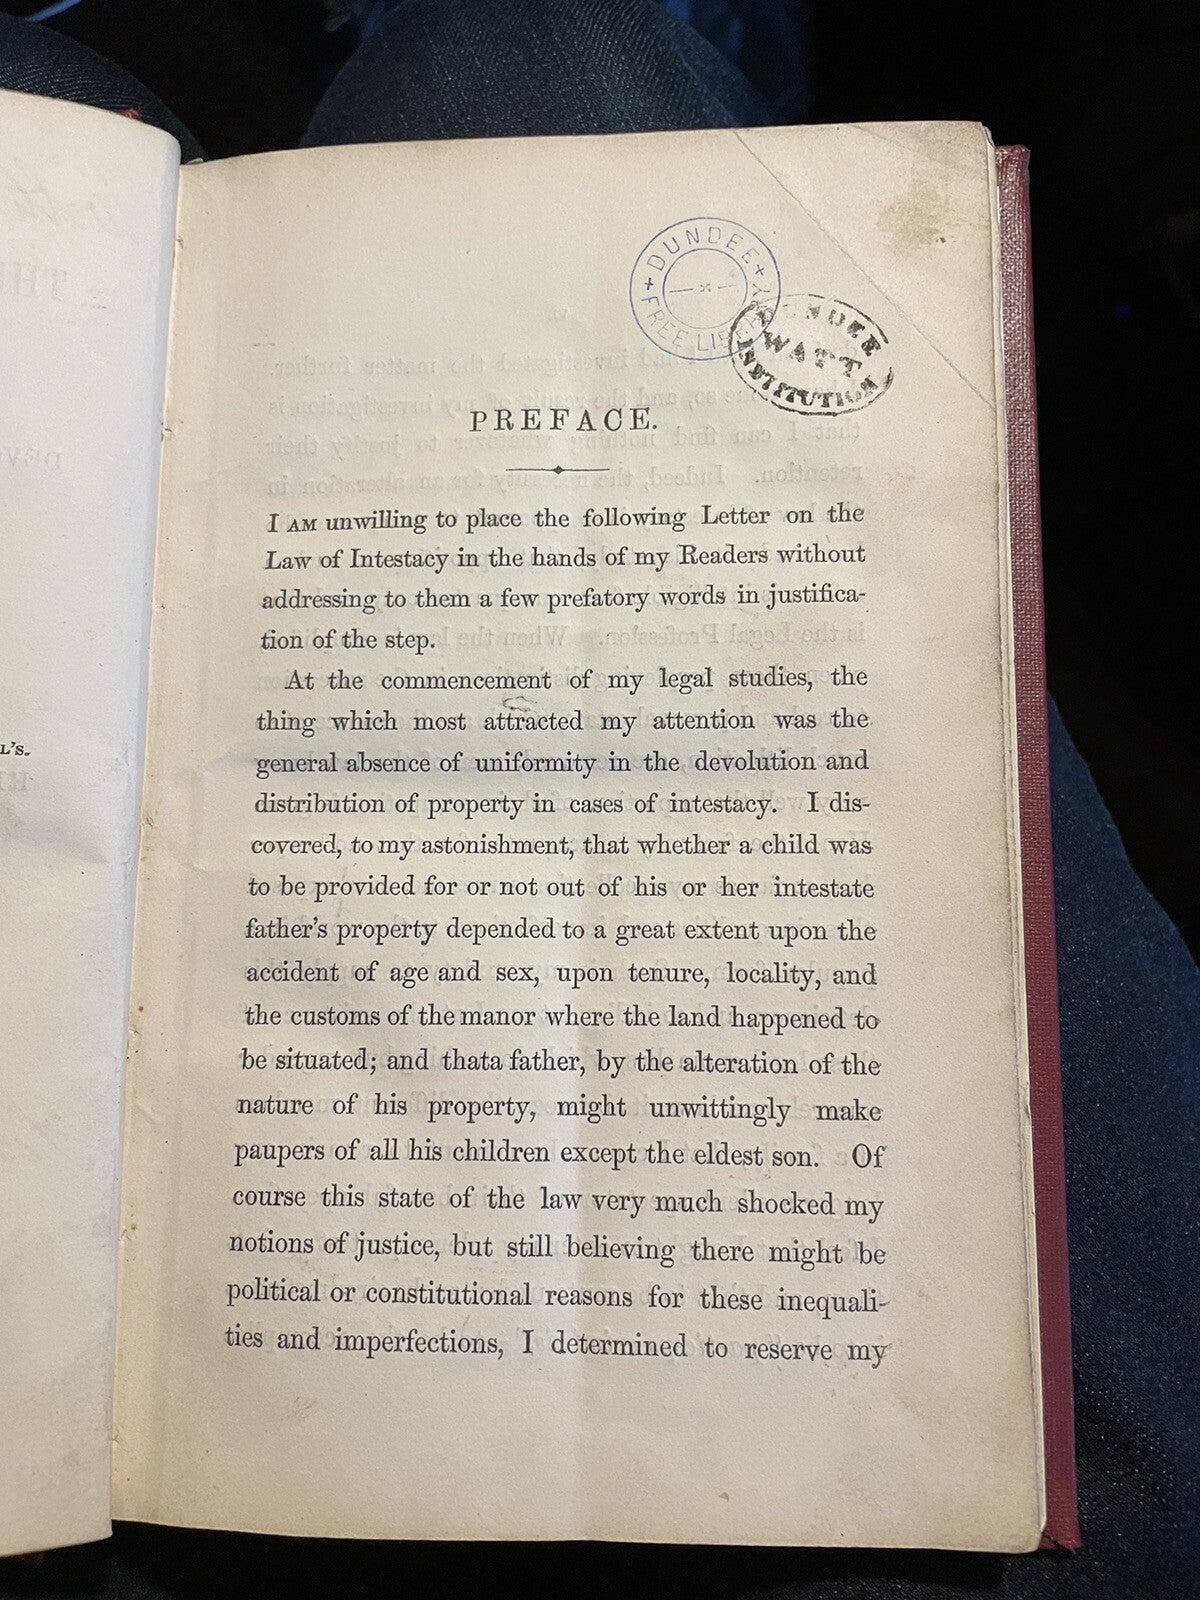 L'S.
DUNDEE
FREE LIBRARY
DUNDEE
WATT
INSTITUTION
PREFACE.
I AM unwilling to place the following Letter on the
Law of Intestacy in the hands of my Readers without
addressing to them a few prefatory words in justifica-
tion of the step.
At the commencement of my legal studies, the
thing which most attracted my attention was the
general absence of uniformity in the devolution and
distribution of property in cases of intestacy. I dis-
covered, to my astonishment, that whether a child was
to be provided for or not out of his or her intestate
father's property depended to a great extent upon the
accident of age and sex, upon tenure, locality, and
the customs of the manor where the land happened to
be situated; and thata father, by the alteration of the
nature of his property, might unwittingly make
paupers of all his children except the eldest son. Of
course this state of the law very much shocked my
notions of justice, but still believing there might be
political or constitutional reasons for these inequali-
ties and imperfections, I determined to reserve my